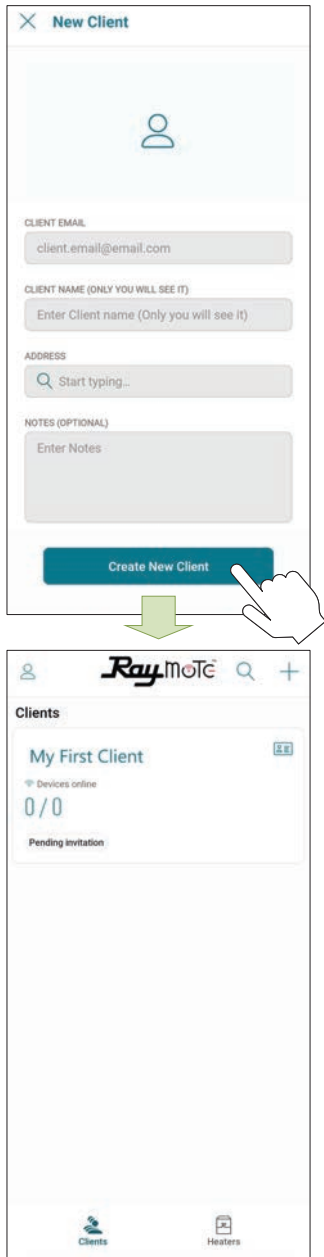 New Client
CLIENT EMAIL
client.email@email.com
CLIENT NAME (ONLY YOU WILL SEE IT)
Enter Client name (Only you will see it)
ADDRESS
Start typing...
NOTES (OPTIONAL)
Enter Notes
Create New Client
RayMOTE
Clients
My First Client
Devices online
0 / 0
Pending invitation
Clients
Heaters